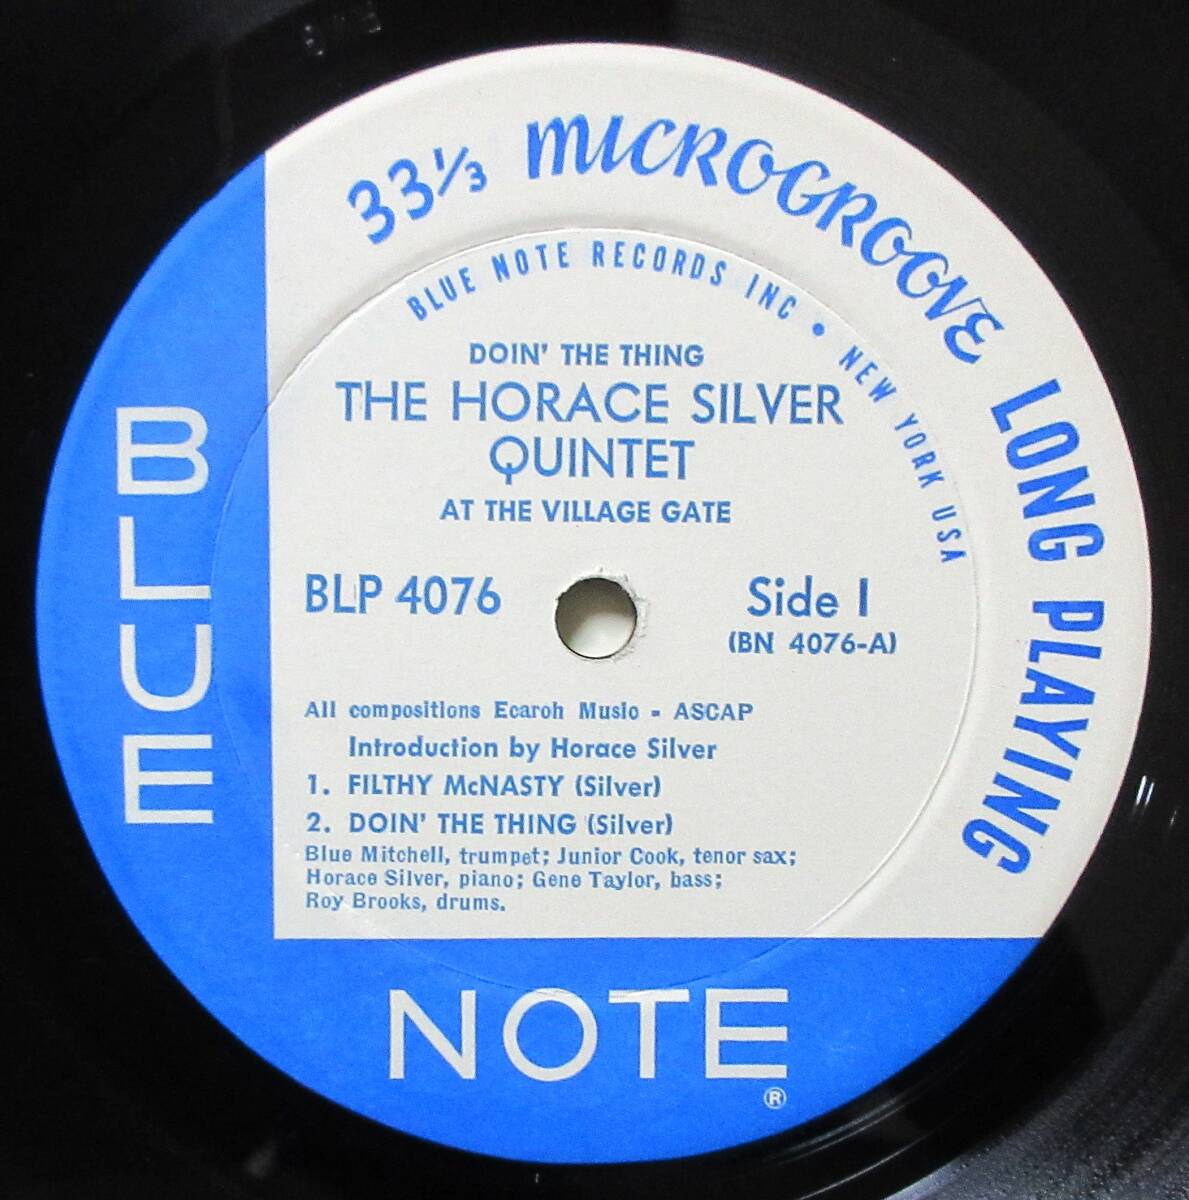 33⅓ MICROGROOVE LONG PLAYING
BLUE NOTE RECORDS INC • NEW YORK USA
DOIN' THE THING
THE HORACE SILVER
QUINTET
AT THE VILLAGE GATE
BLP 4076
Side 1
(BN 4076-A)
All compositions Ecaroh Music - ASCAP
Introduction by Horace Silver
1. FILTHY McNASTY (Silver)
2. DOIN' THE THING (Silver)
Blue Mitchell, trumpet; Junior Cook, tenor sax;
Horace Silver, piano; Gene Taylor, bass;
Roy Brooks, drums.
BLUE
NOTE
®